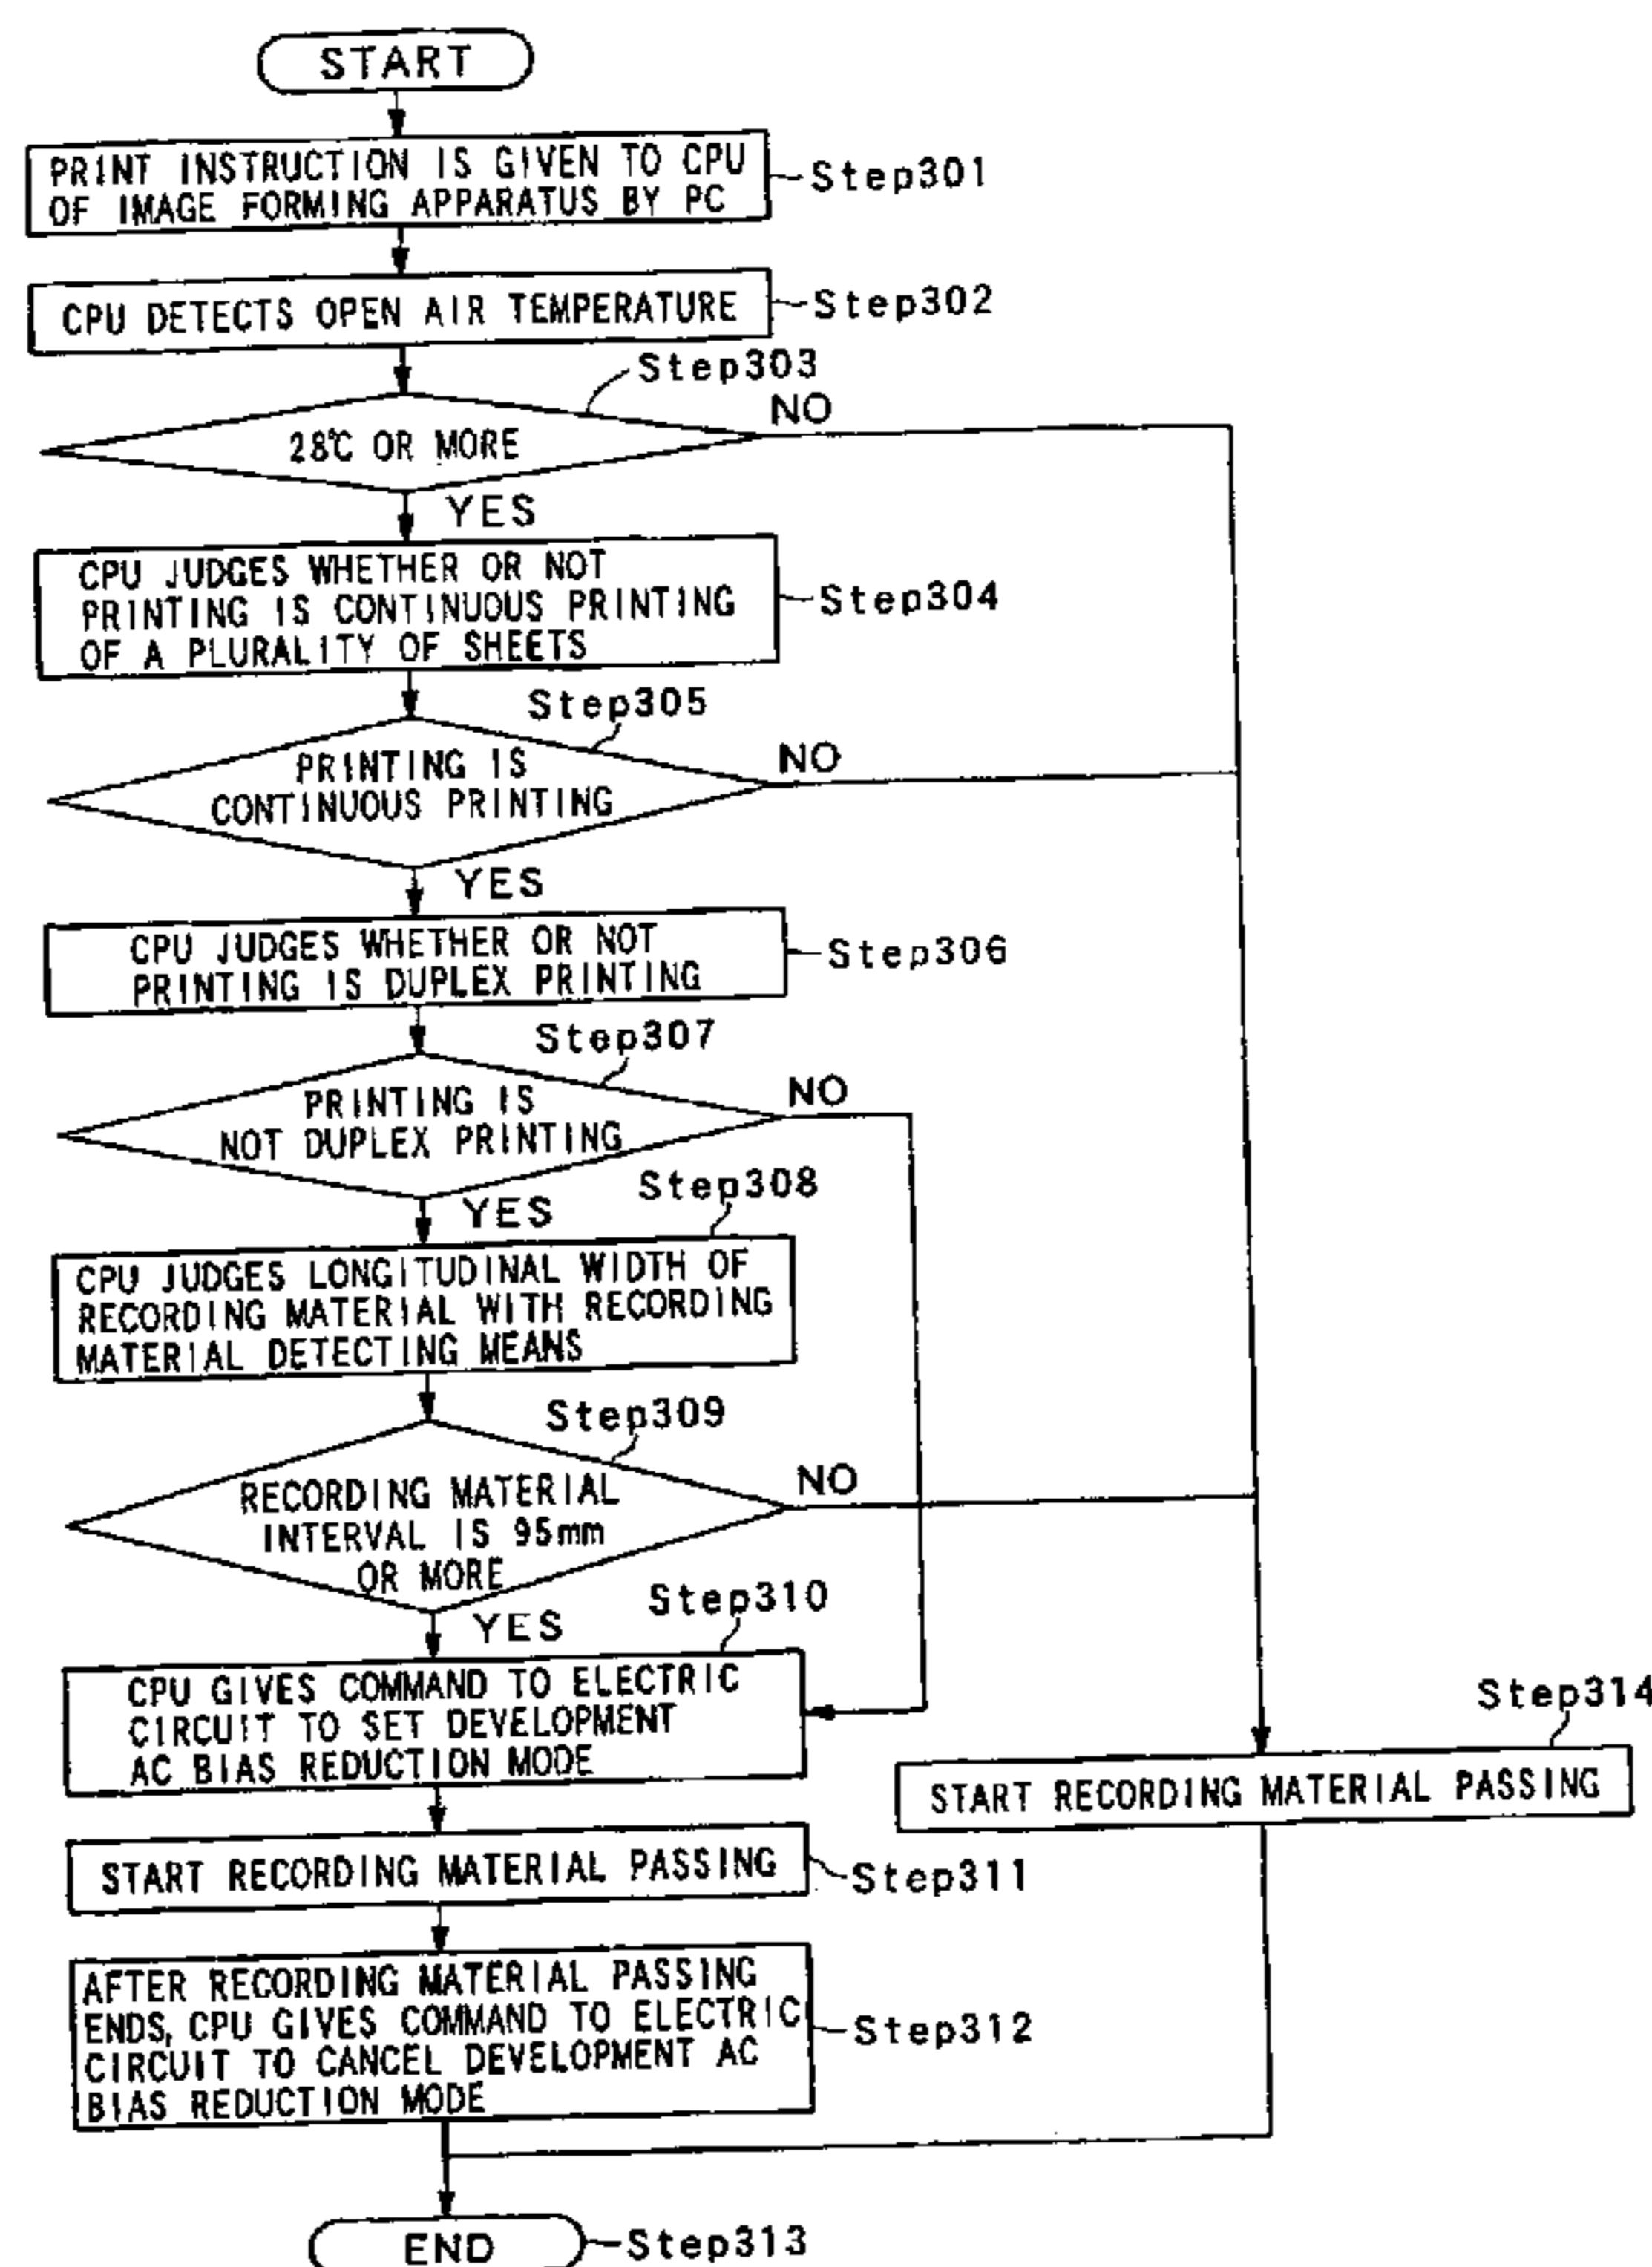 START
PRINT INSTRUCTION IS GIVEN TO CPU
OF IMAGE FORMING APPARATUS BY PC
Step301
CPU DETECTS OPEN AIR TEMPERATURE
Step302
Step303
28℃ OR MORE
NO
YES
CPU JUDGES WHETHER OR NOT
PRINTING IS CONTINUOUS PRINTING
OF A PLURALITY OF SHEETS
Step304
Step305
PRINTING IS
CONTINUOUS PRINTING
NO
YES
CPU JUDGES WHETHER OR NOT
PRINTING IS DUPLEX PRINTING
Step306
Step307
PRINTING IS
NOT DUPLEX PRINTING
NO
YES
Step308
CPU JUDGES LONGITUDINAL WIDTH OF
RECORDING MATERIAL WITH RECORDING
MATERIAL DETECTING MEANS
Step309
RECORDING MATERIAL
INTERVAL IS 95mm
OR MORE
NO
YES
Step310
CPU GIVES COMMAND TO ELECTRIC
CIRCUIT TO SET DEVELOPMENT
AC BIAS REDUCTION MODE
Step314
START RECORDING MATERIAL PASSING
START RECORDING MATERIAL PASSING
Step311
AFTER RECORDING MATERIAL PASSING
ENDS, CPU GIVES COMMAND TO ELECTRIC
CIRCUIT TO CANCEL DEVELOPMENT AC
BIAS REDUCTION MODE
Step312
END
Step313